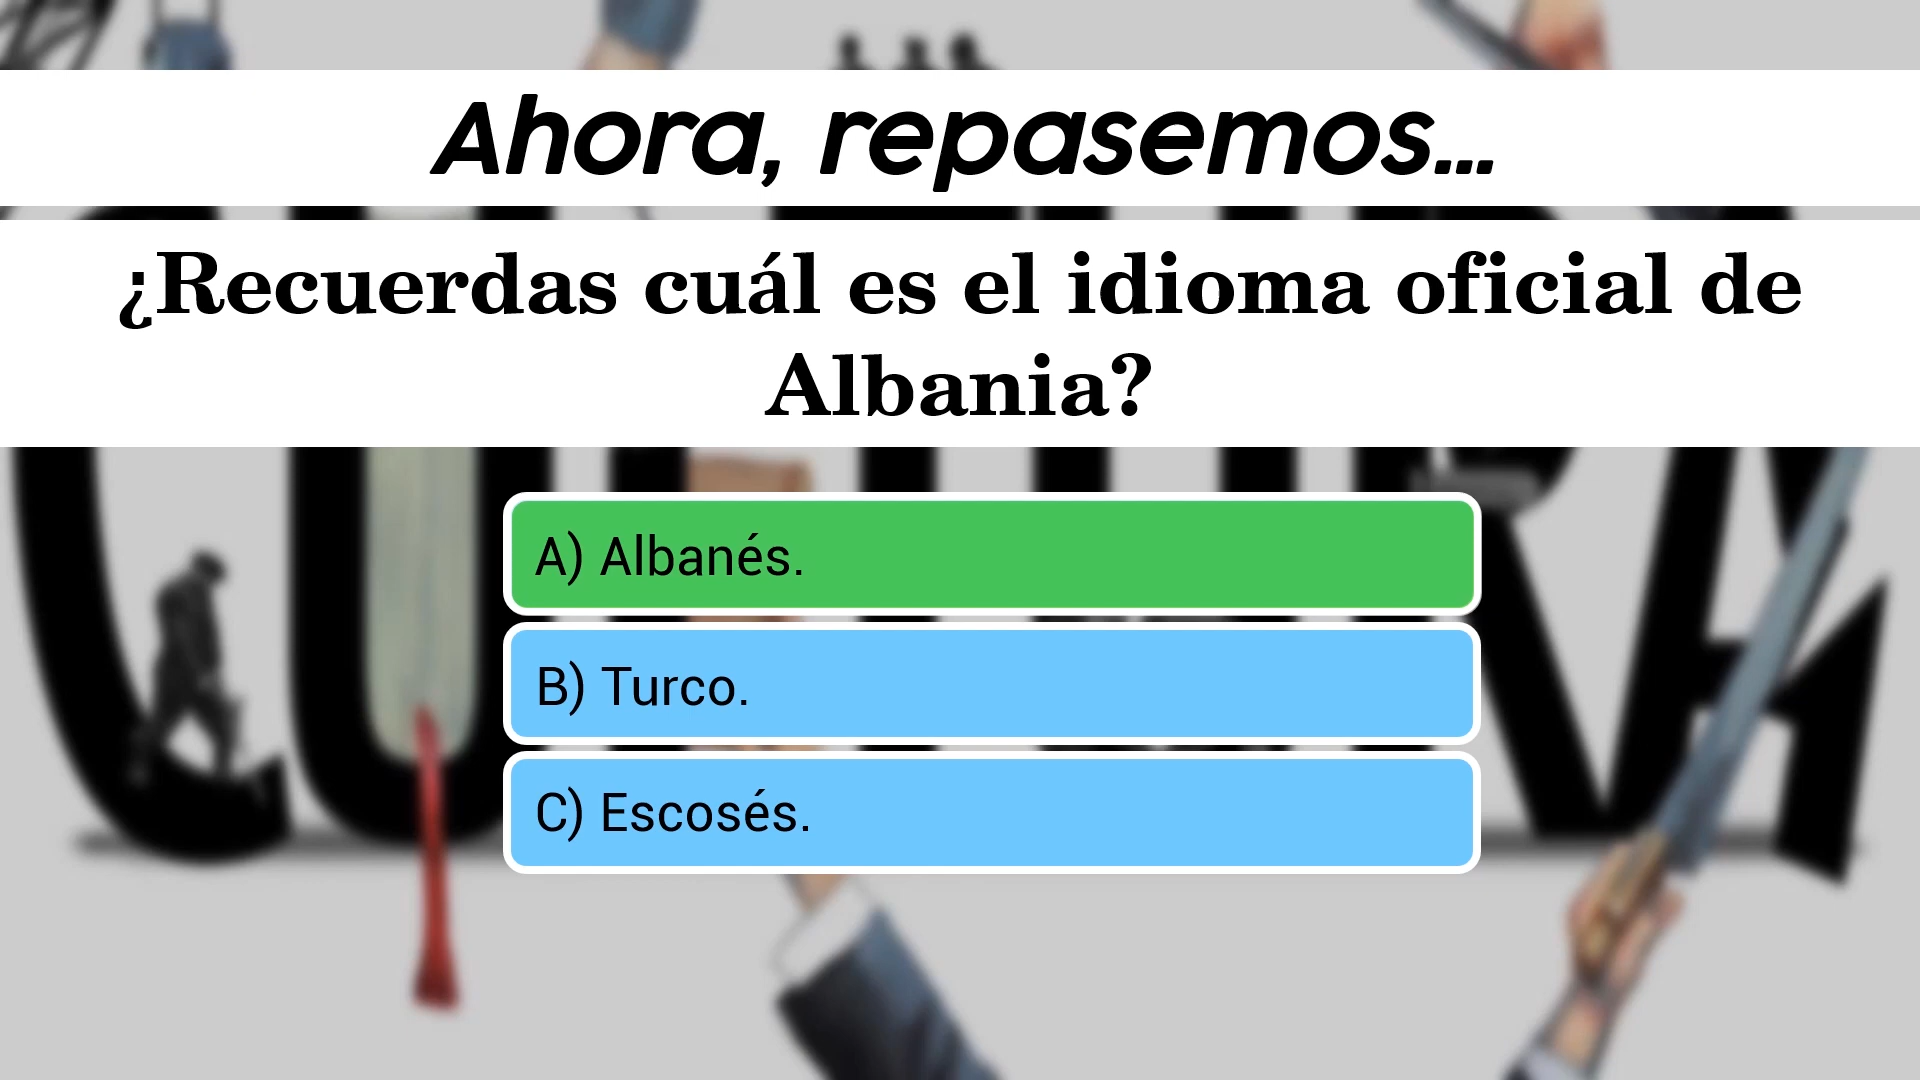 Ahora, repasemos...
¿Recuerdas cuál es el idioma oficial de
Albania?
A) Albanés.
B) Turco.
C) Escosés.